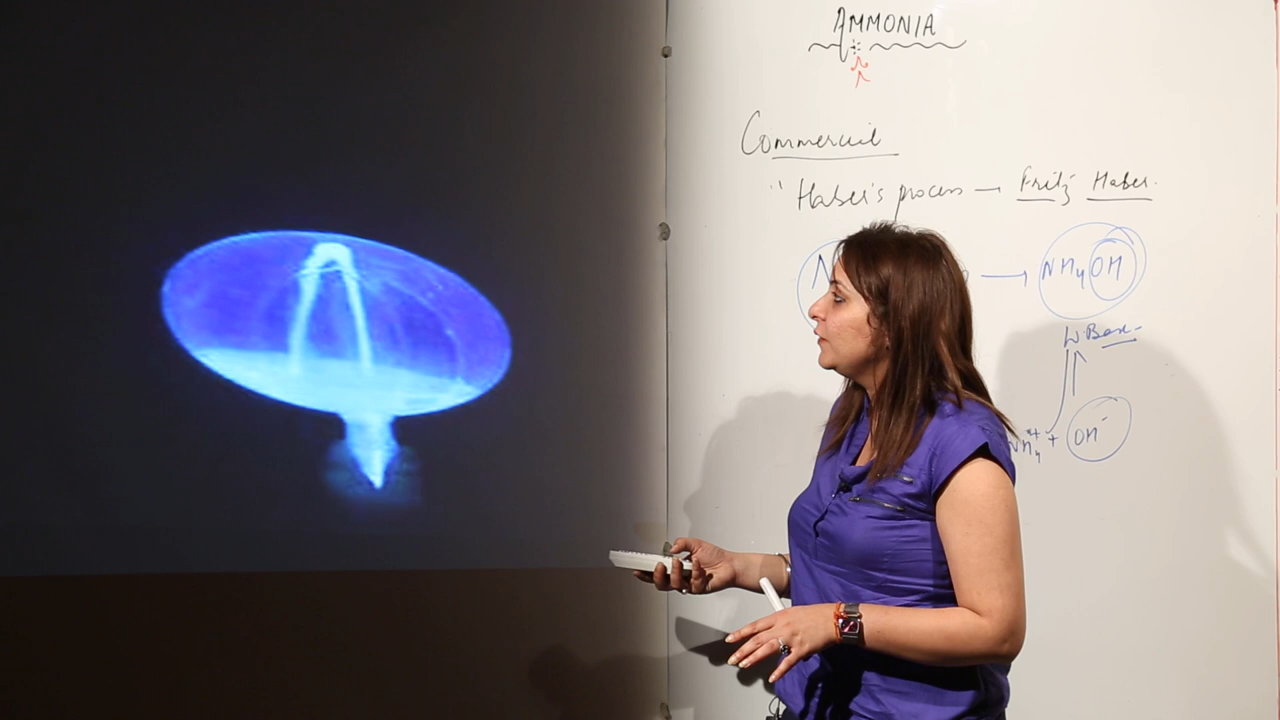 AMMONIA
Commercial
" Haber's process → Fritz Haber.
N → NH4OH
W. Base
NH4+ + OH-